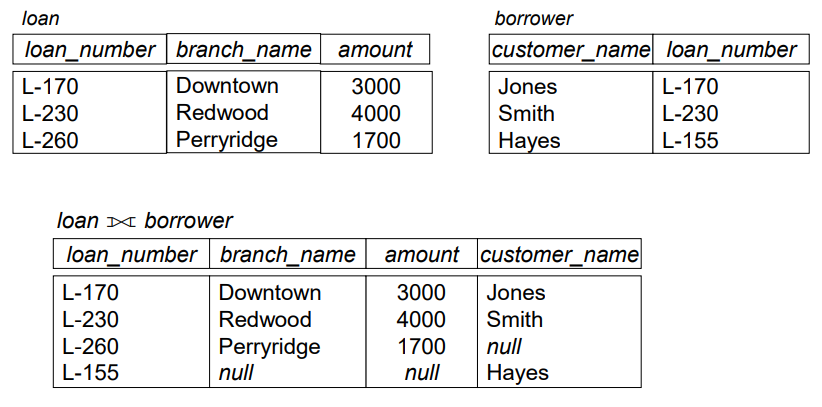 loan
loan_number branch_name amount
L-170 Downtown 3000
L-230 Redwood 4000
L-260 Perryridge 1700
borrower
customer_name loan_number
Jones L-170
Smith L-230
Hayes L-155
loan ⟗ borrower
loan_number branch_name amount customer_name
L-170 Downtown 3000 Jones
L-230 Redwood 4000 Smith
L-260 Perryridge 1700 null
L-155 null null Hayes